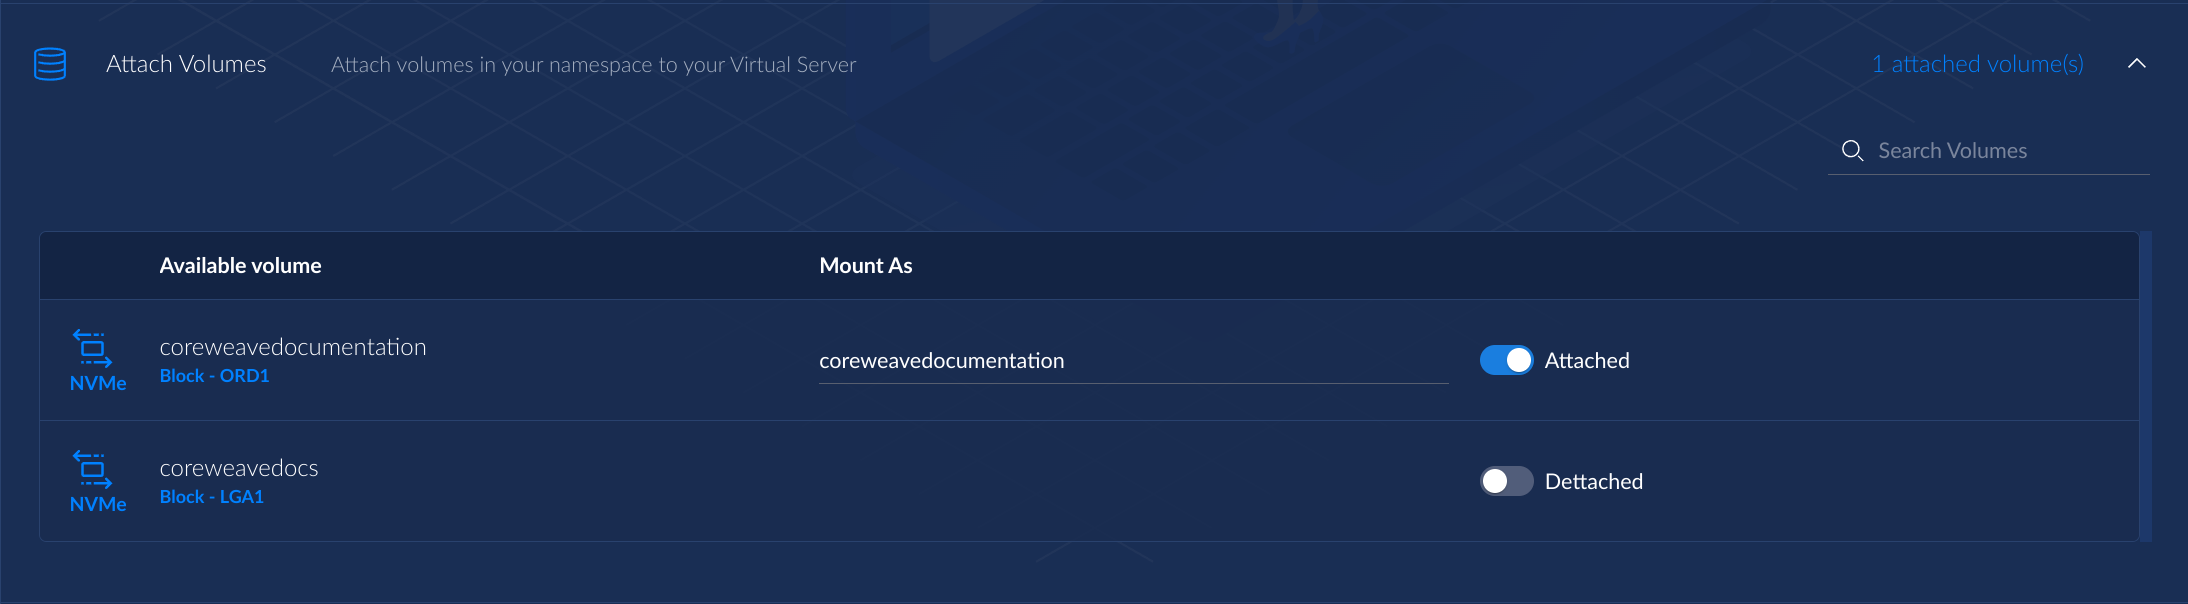 Attach Volumes Attach volumes in your namespace to your Virtual Server 1 attached volume(s)
Search Volumes
Available volume Mount As
coreweavedocumentation
Block - ORD1
NVMe
coreweavedocumentation
Attached
coreweavedocs
Block - LGA1
NVMe
Dettached